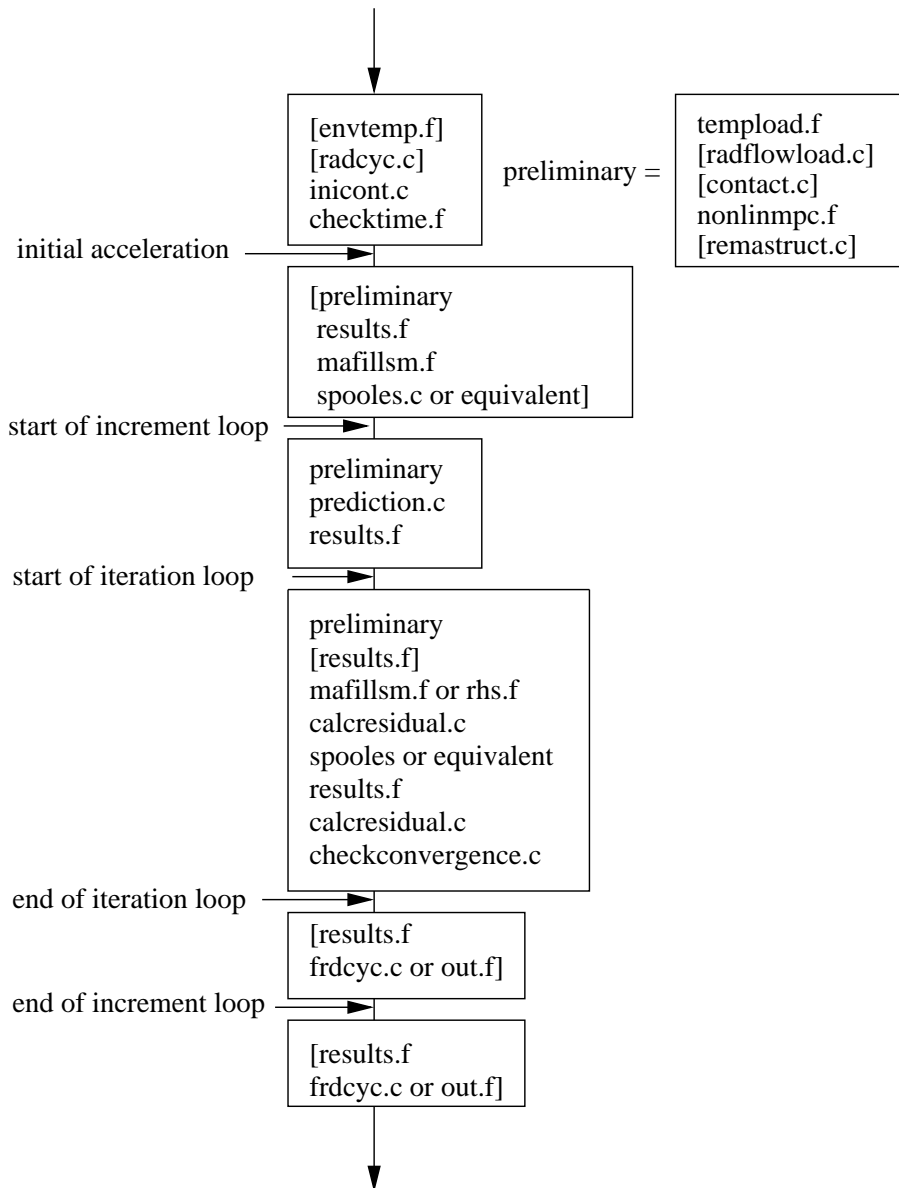 [envtemp.f]
[radcyc.c]
inicont.c
checktime.f
preliminary =
tempload.f
[radflowload.c]
[contact.c]
nonlinmpc.f
[remastruct.c]
initial acceleration
[preliminary
results.f
mafillsm.f
spooles.c or equivalent]
start of increment loop
preliminary
prediction.c
results.f
start of iteration loop
preliminary
[results.f]
mafillsm.f or rhs.f
calcresidual.c
spooles or equivalent
results.f
calcresidual.c
checkconvergence.c
end of iteration loop
[results.f
frdcyc.c or out.f]
end of increment loop
[results.f
frdcyc.c or out.f]